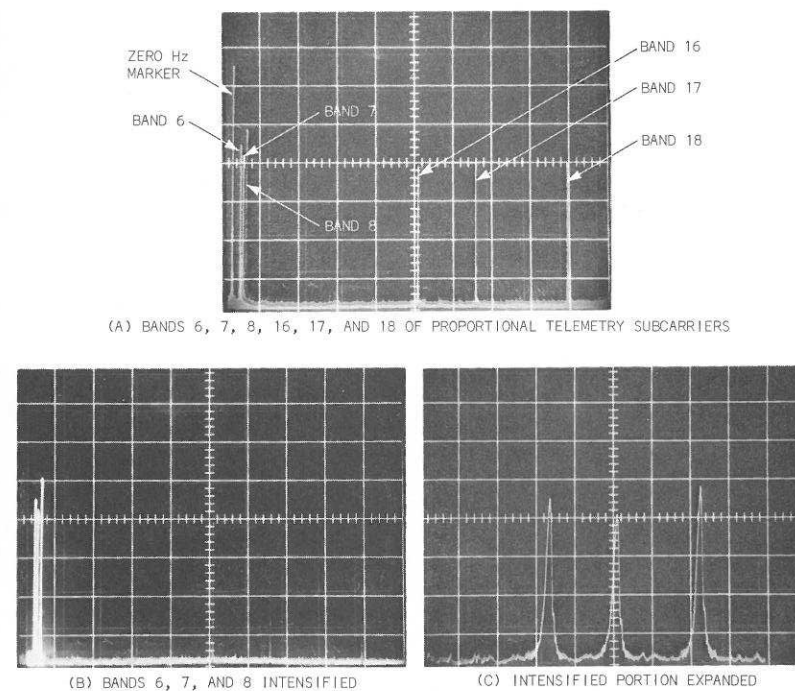 ZERO Hz
MARKER
BAND 6
BAND 7
BAND 8
BAND 16
BAND 17
BAND 18
(A) BANDS 6, 7, 8, 16, 17, AND 18 OF PROPORTIONAL TELEMETRY SUBCARRIERS
(B) BANDS 6, 7, AND 8 INTENSIFIED
(C) INTENSIFIED PORTION EXPANDED